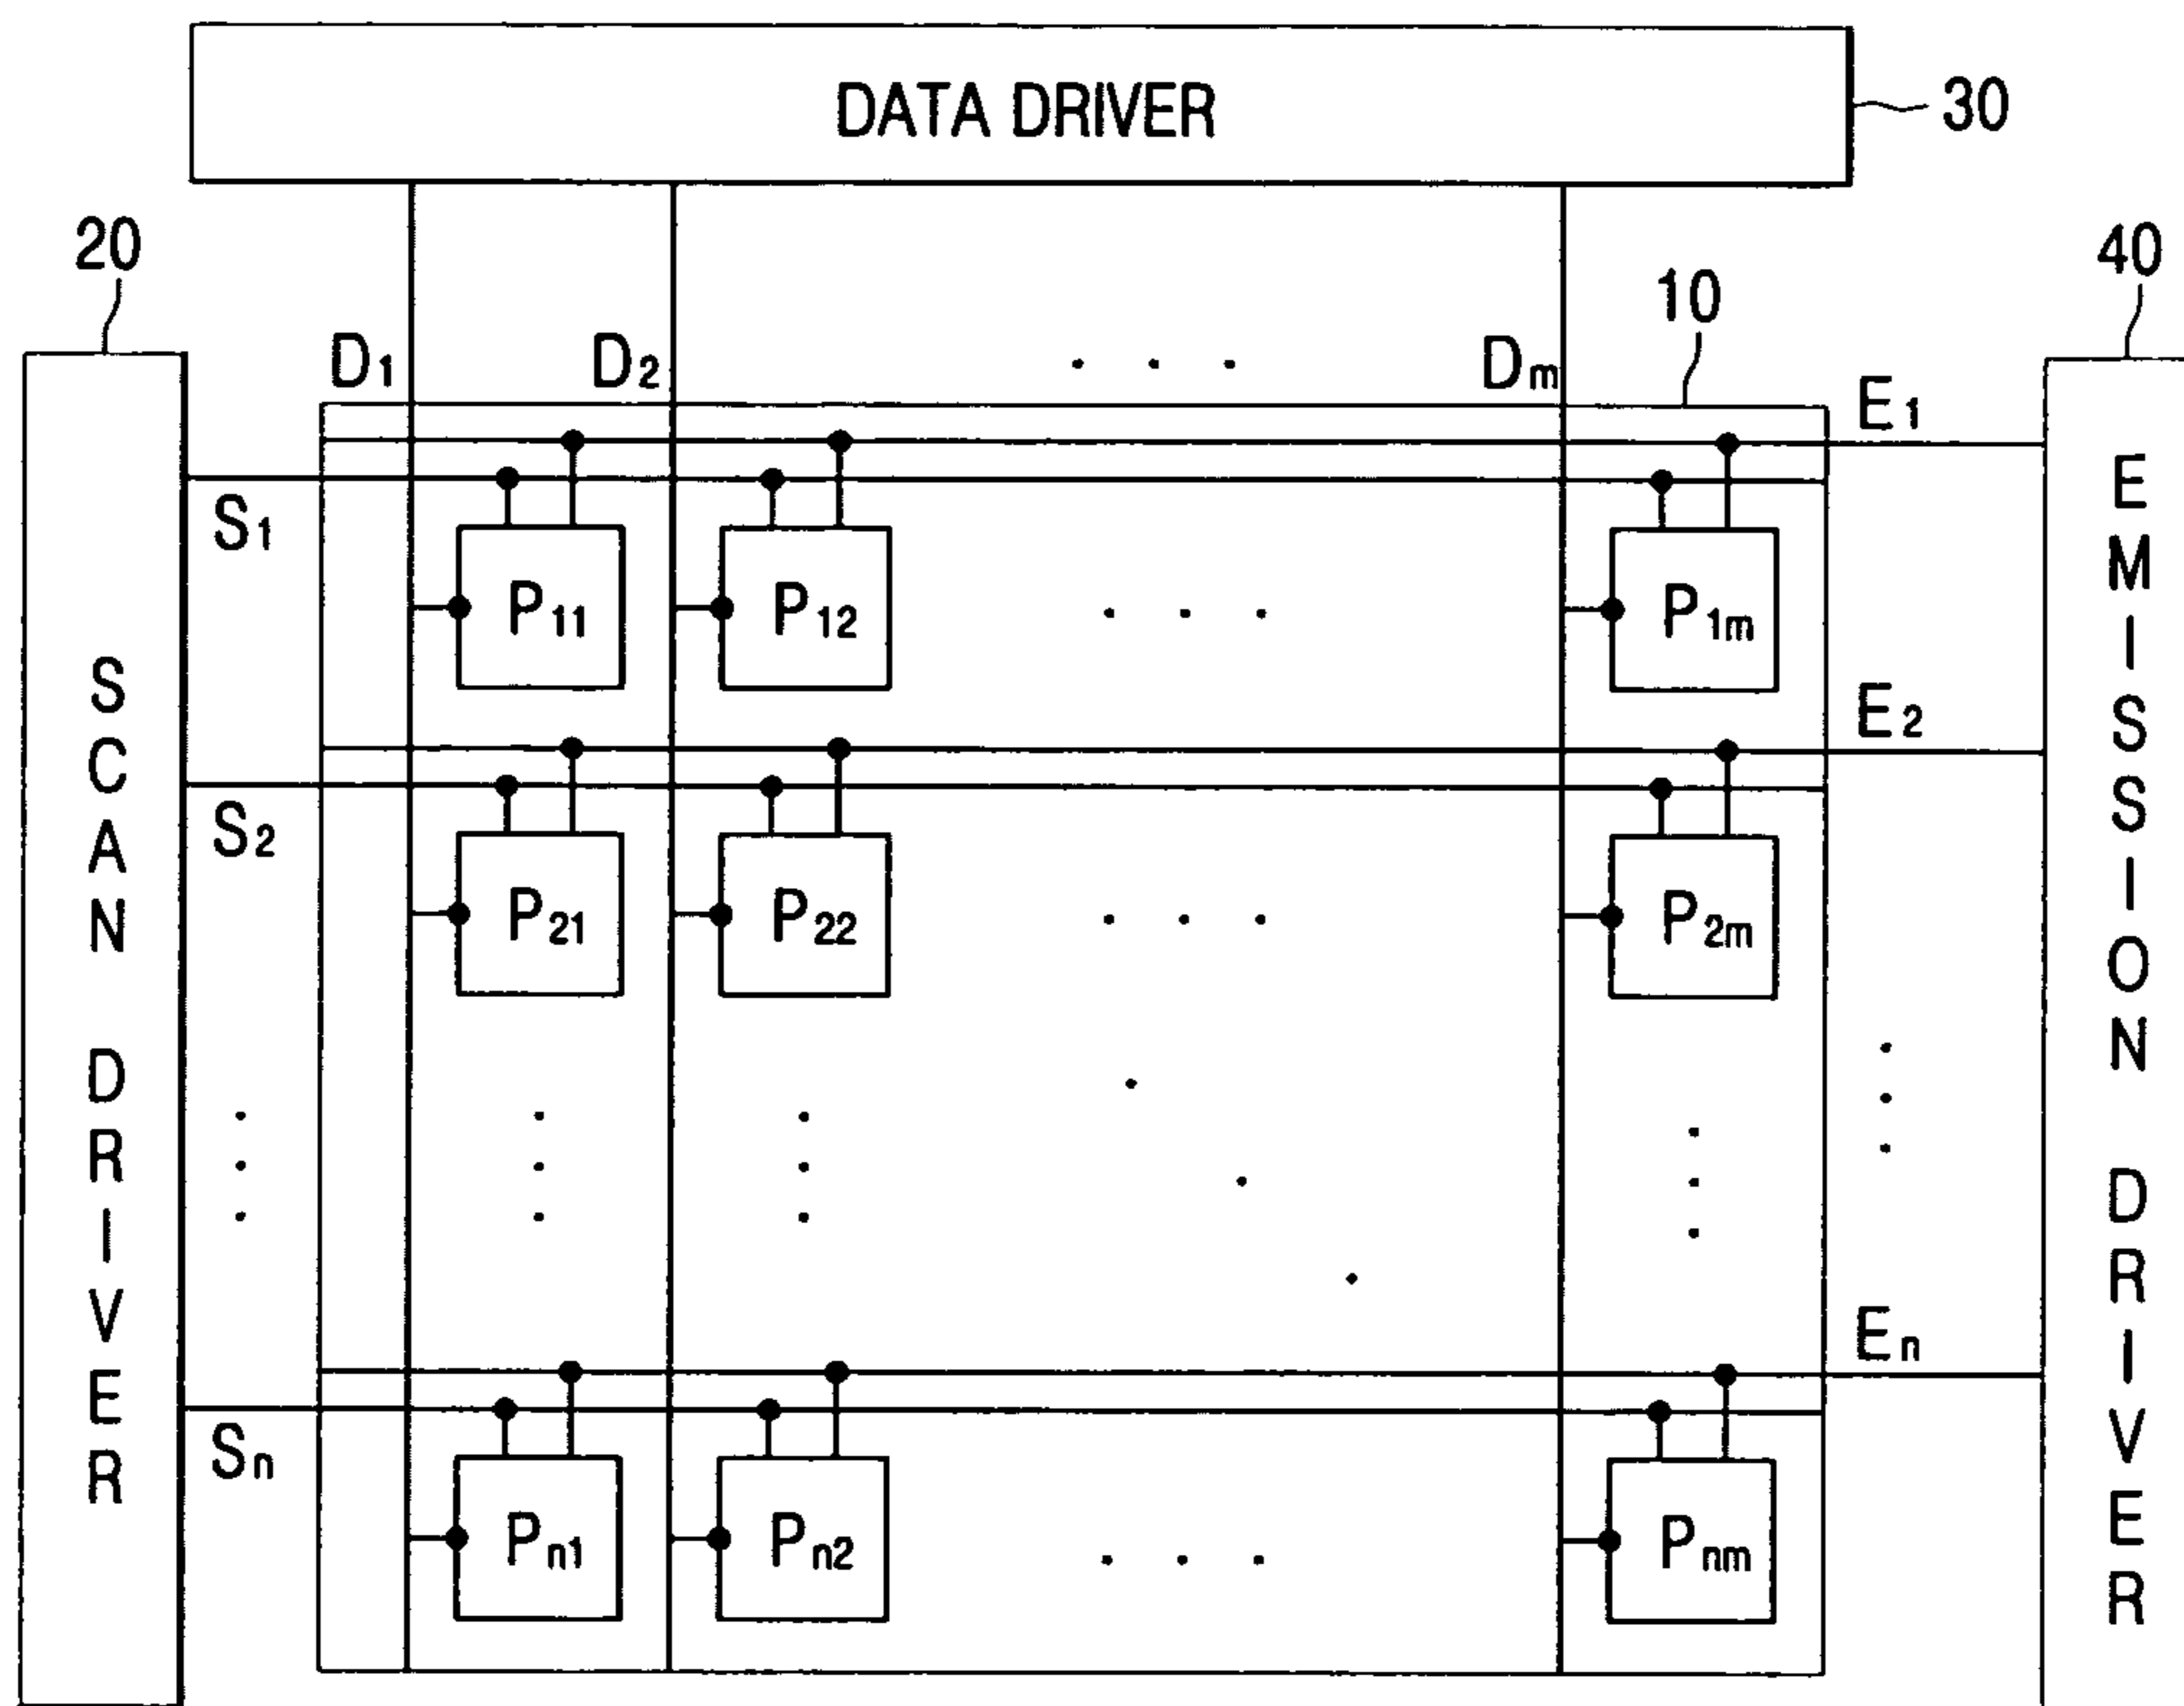 DATA DRIVER
30
20
40
10
D1 D2 . . . Dm
E1
S1
P11 P12 . . . P1m
E2
S2
P21 P22 . . . P2m
En
Sn
Pn1 Pn2 . . . Pnm
SCAN DRIVER
EMISSION DRIVER